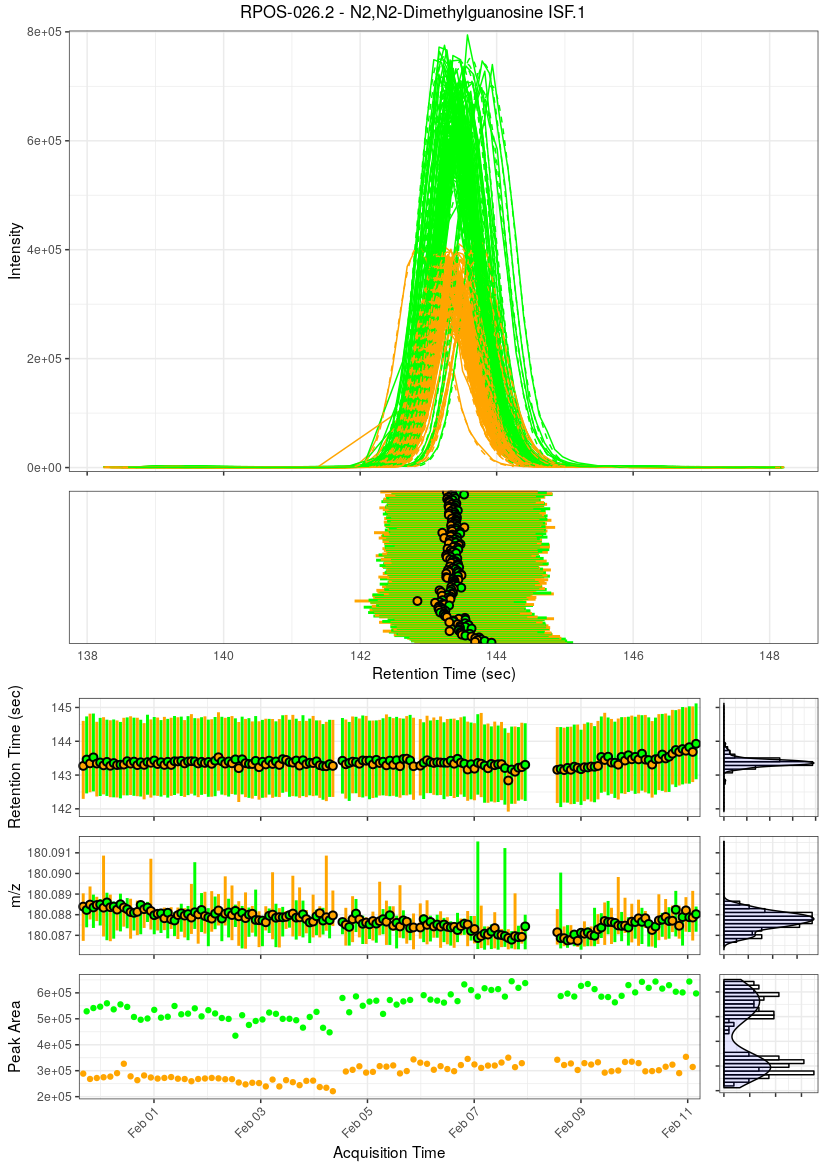 RPOS-026.2 - N2,N2-Dimethylguanosine ISF.1
Intensity
8e+05
6e+05
4e+05
2e+05
0e+00
138 140 142 144 146 148
Retention Time (sec)
Retention Time (sec)
145
144
143
142
m/z
180.091
180.090
180.089
180.088
180.087
Peak Area
6e+05
5e+05
4e+05
3e+05
2e+05
Feb 01 Feb 03 Feb 05 Feb 07 Feb 09 Feb 11
Acquisition Time